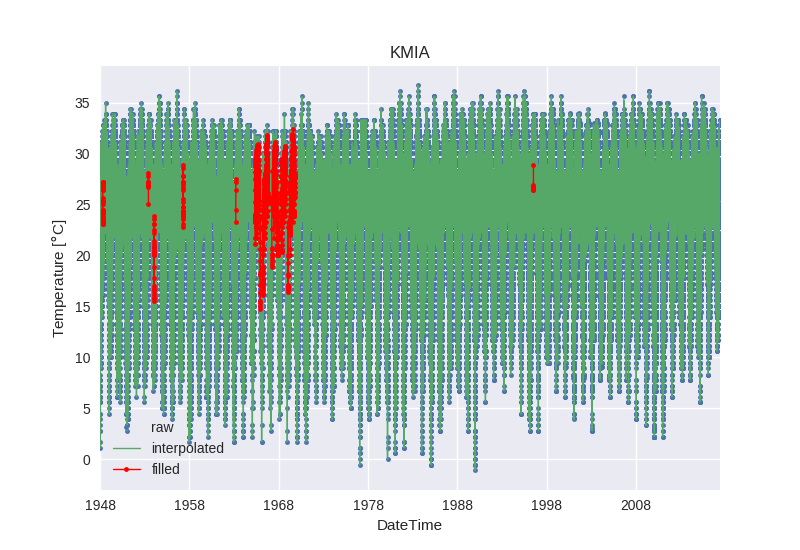 KMIA
Temperature [°C]
35
30
25
20
15
10
5
0
raw
interpolated
filled
1948
1958
1968
1978
1988
1998
2008
DateTime